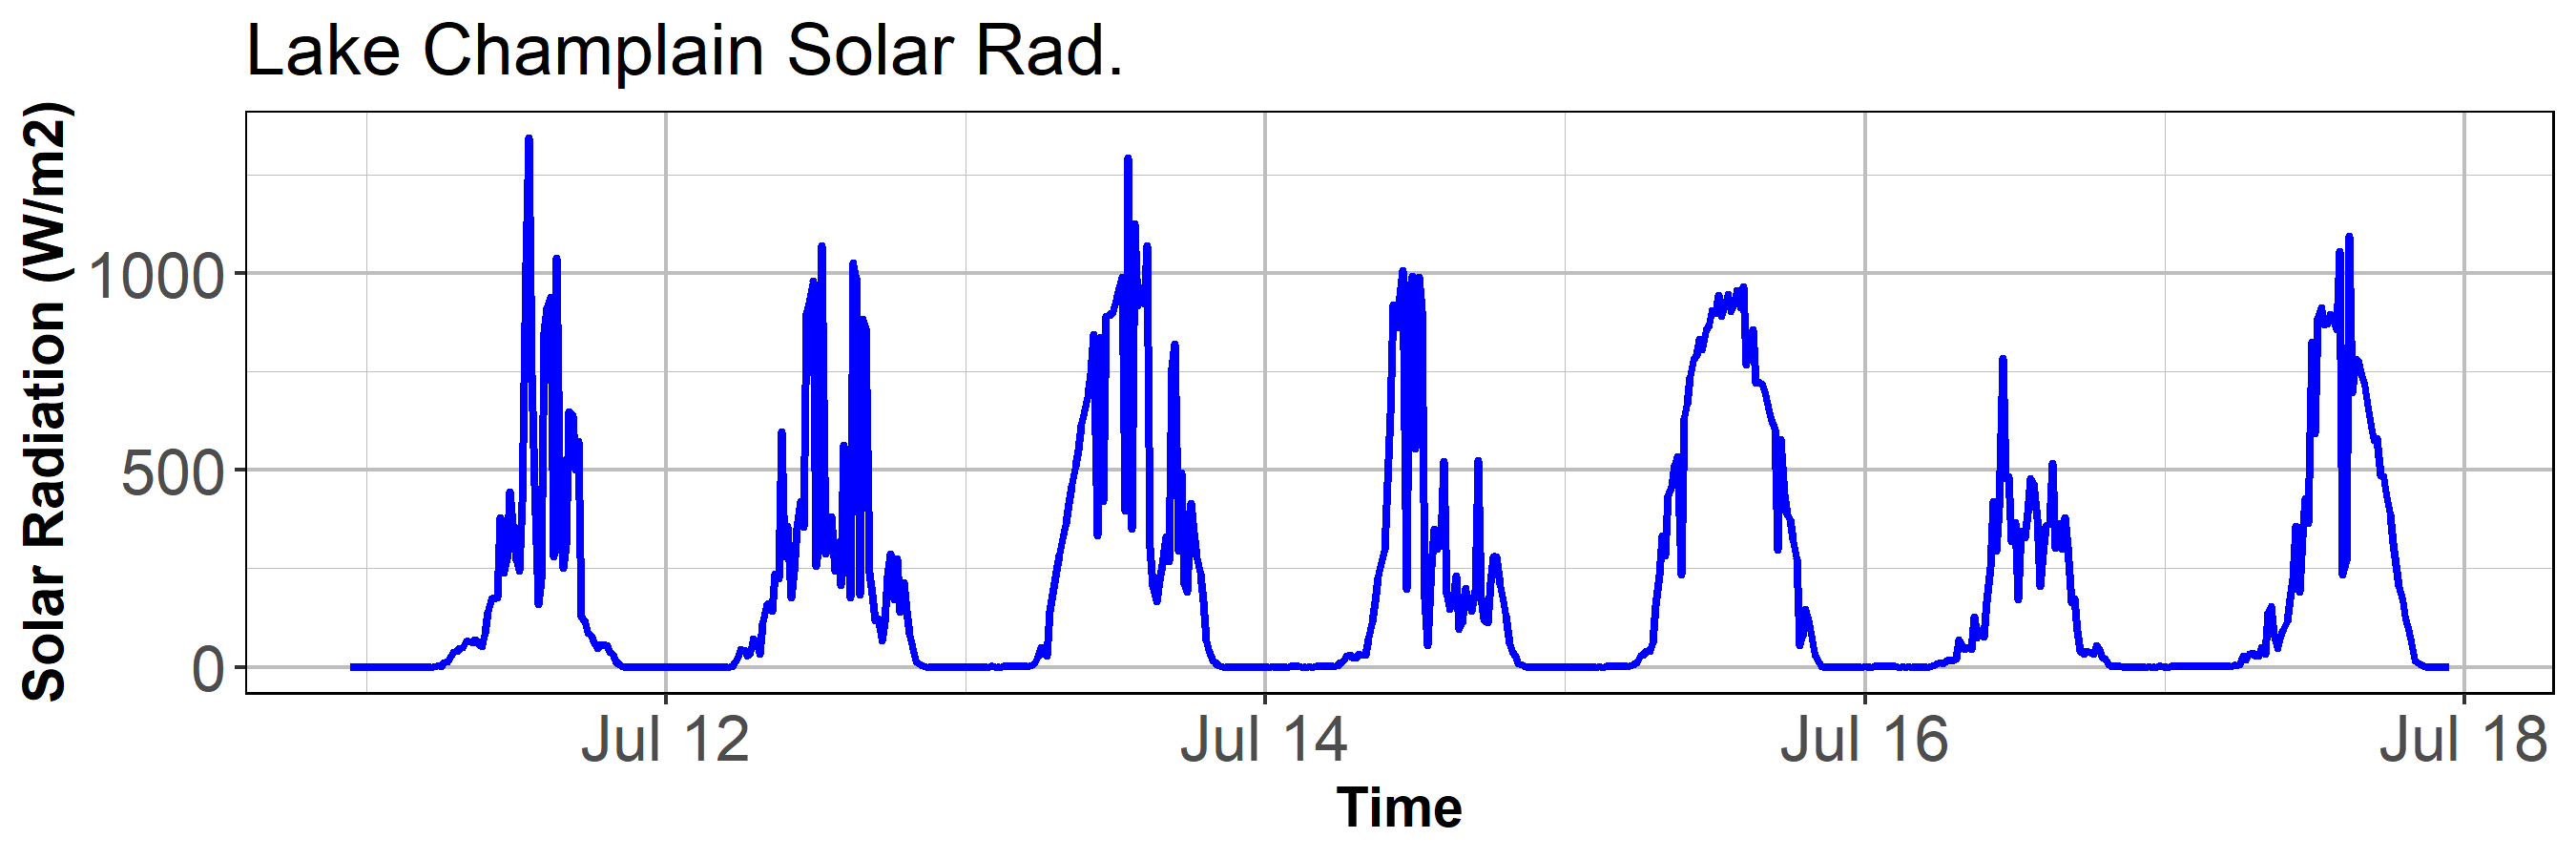 Lake Champlain Solar Rad.
Solar Radiation (W/m2)
1000
500
0
Jul 12 Jul 14 Jul 16 Jul 18
Time